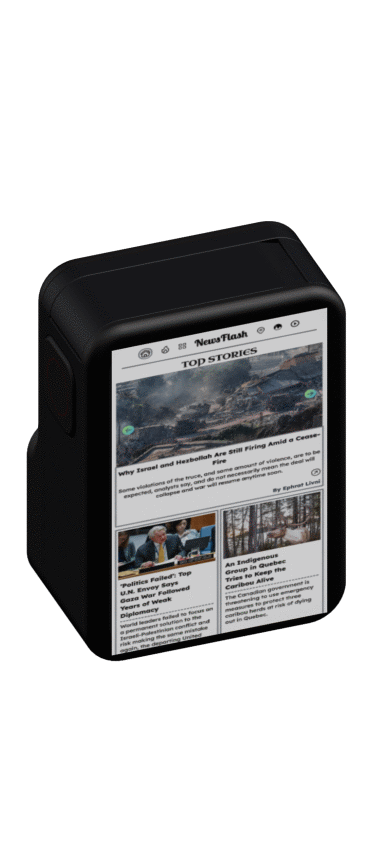 NewsFlash
TOP STORIES
Why Israel and Hezbollah Are Still Firing Amid a Cease-
Fire
Some violations of the truce, and some amount of violence, are to be
expected, analysts say, and do not necessarily mean the deal will
collapse and war will resume anytime soon.
By Ephrat Livni
'Politics Failed': Top
U.N. Envoy Says
Gaza War Followed
Years of Weak
Diplomacy
World leaders failed to focus on
a permanent solution to the
Israeli-Palestinian conflict and
risk making the same mistake
again, the departing United
An Indigenous
Group in Quebec
Tries to Keep the
Caribou Alive
The Canadian government is
threatening to use emergency
measures to protect three
caribou herds at risk of dying
out in Quebec.